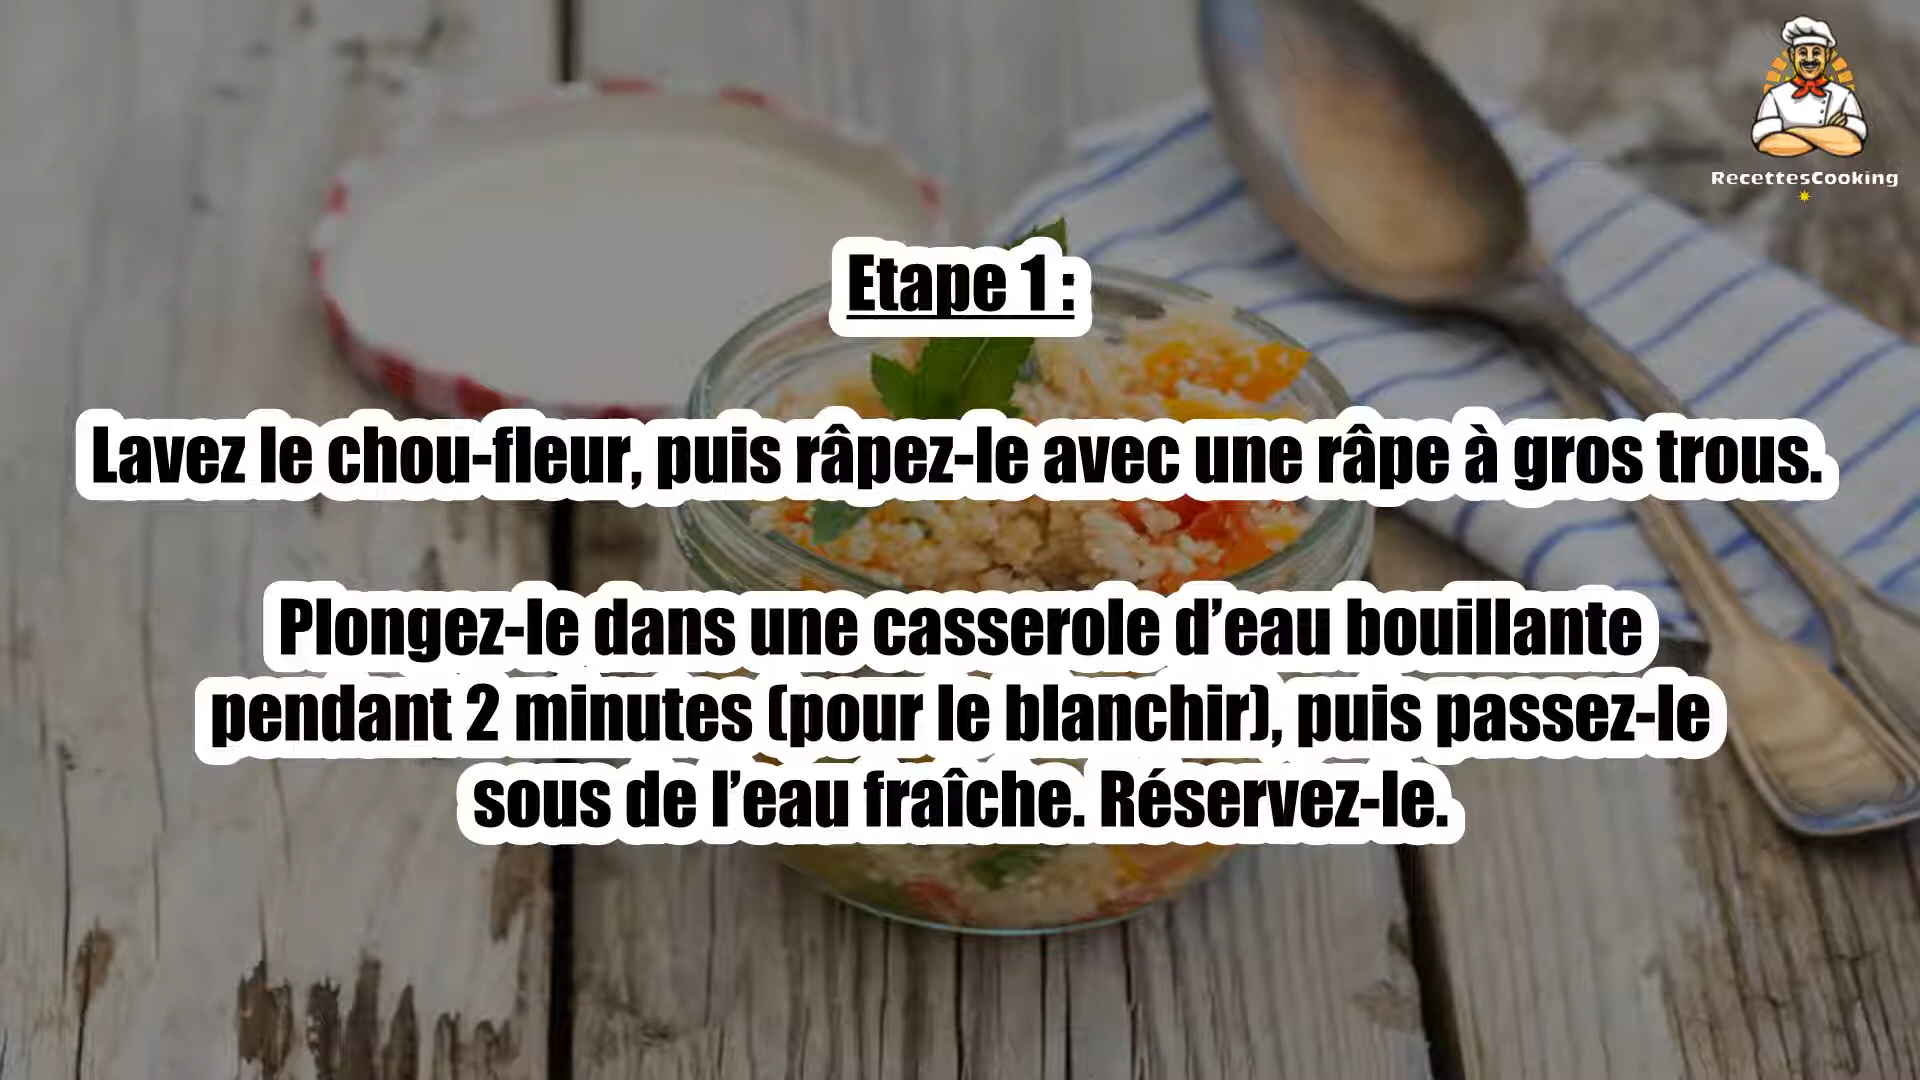 RecettesCooking
Etape 1 :
Lavez le chou-fleur, puis râpez-le avec une râpe à gros trous.
Plongez-le dans une casserole d’eau bouillante
pendant 2 minutes (pour le blanchir), puis passez-le
sous de l’eau fraîche. Réservez-le.